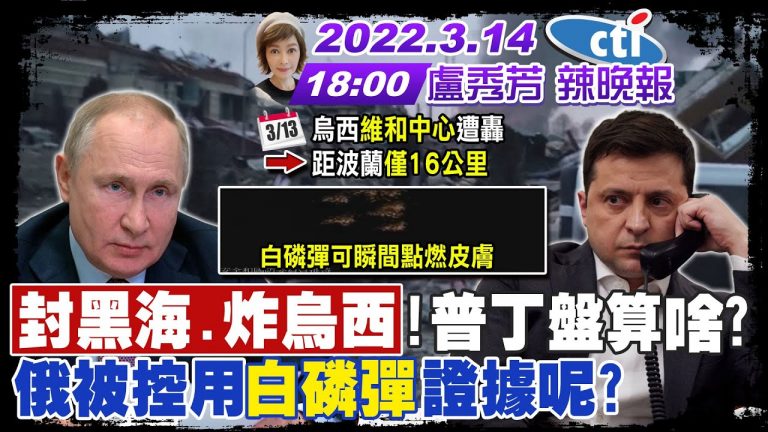 2022.3.14
cti
18:00 盧秀芳 辣晚報
3/13 烏西維和中心遭轟
距波蘭僅16公里
白磷彈可瞬間點燃皮膚
封黑海.炸烏西!普丁盤算啥?
俄被控用白磷彈證據呢?